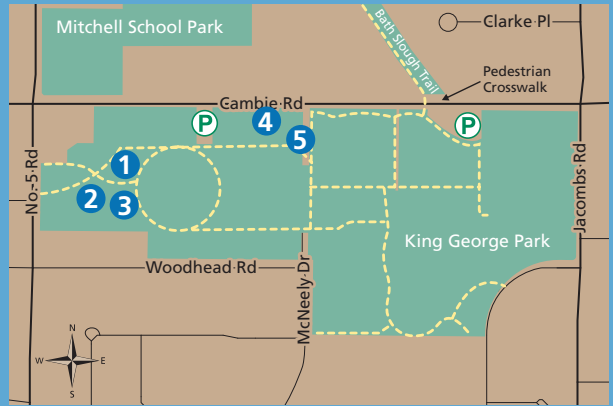 Mitchell School Park
Clarke Pl
Bath Slough Trail
Pedestrian
Crosswalk
Gambie Rd
P
4
P
5
1
2
3
No. 5 Rd
Jacombs Rd
King George Park
Woodhead Rd
McNeely Dr
N
W
E
S